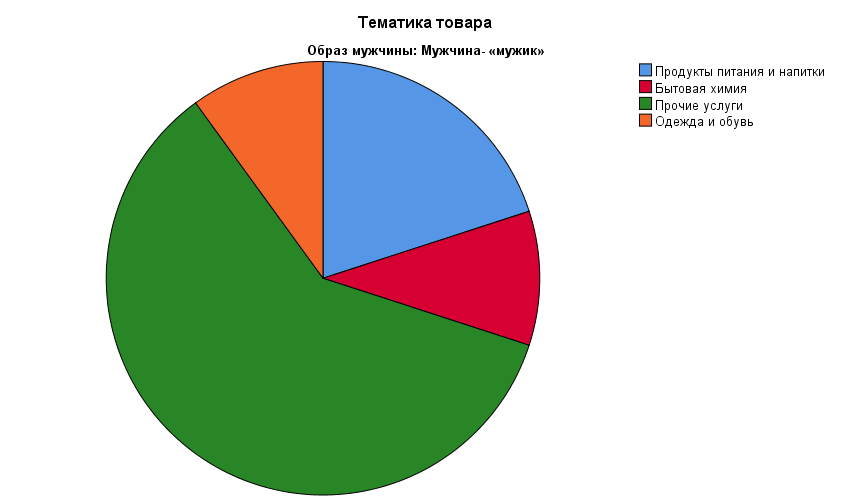 Тематика товара
Образ мужчины: Мужчина- «мужик»
Продукты питания и напитки
Бытовая химия
Прочие услуги
Одежда и обувь